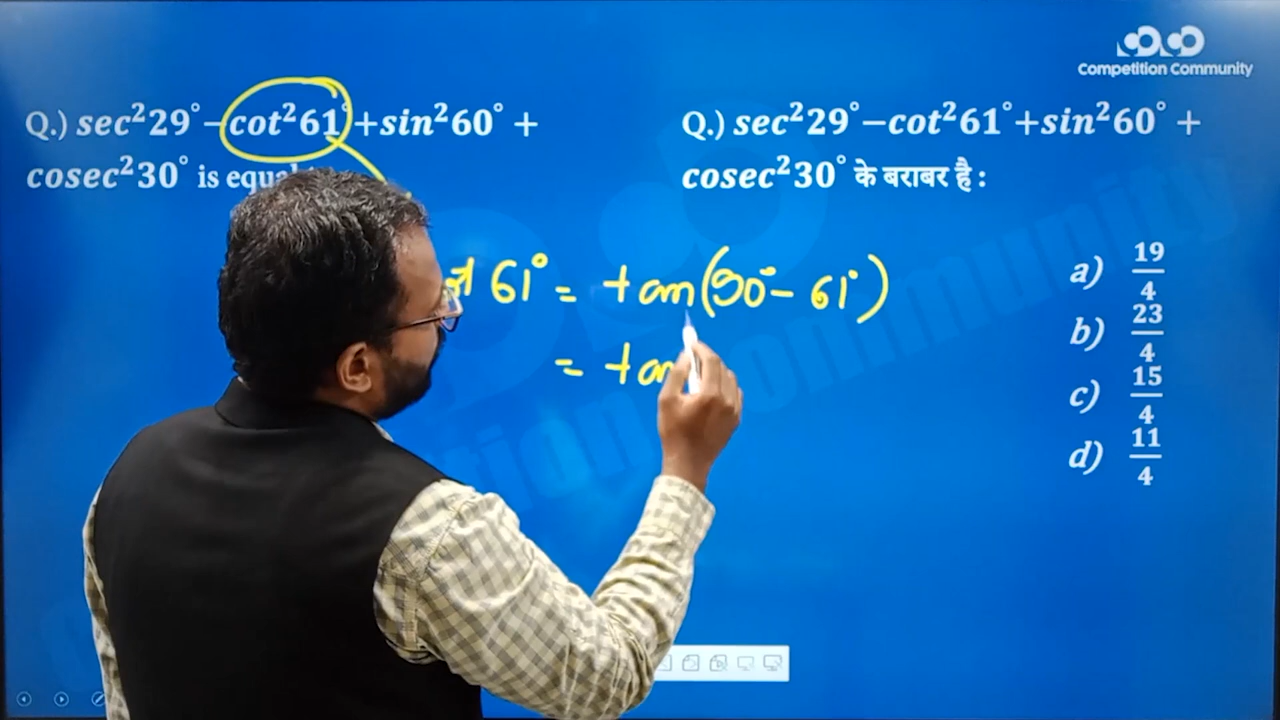 Competition Community
Q.) sec²29° – cot²61° + sin²60° +
cosec²30° is equal
Q.) sec²29° – cot²61° + sin²60° +
cosec²30° के बराबर है :
61° = tan(90° – 61°)
= tan
a) 19/4
b) 23/4
c) 15/4
d) 11/4